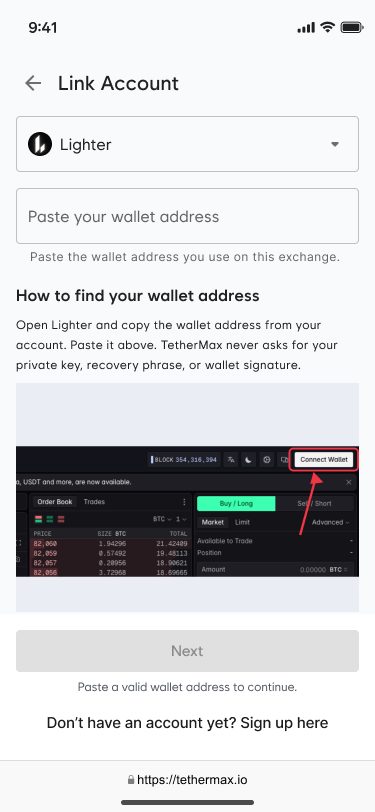 9:41
Link Account
Lighter
Paste your wallet address
Paste the wallet address you use on this exchange.
How to find your wallet address
Open Lighter and copy the wallet address from your
account. Paste it above. TetherMax never asks for your
private key, recovery phrase, or wallet signature.
BLOCK 354,316,394
Connect Wallet
a, USDT and more, are now available.
Order Book Trades
Buy / Long Sell / Short
Market Limit Advanced
BTC 1
PRICE SIZE BTC TOTAL
82,060 1.94296 21.42409
82,059 0.57492 19.48113
82,057 0.20956 18.90621
82,056 3.72968 18.69665
Available to Trade -
Position -
Amount 0.00000 BTC
Next
Paste a valid wallet address to continue.
Don’t have an account yet? Sign up here
https://tethermax.io